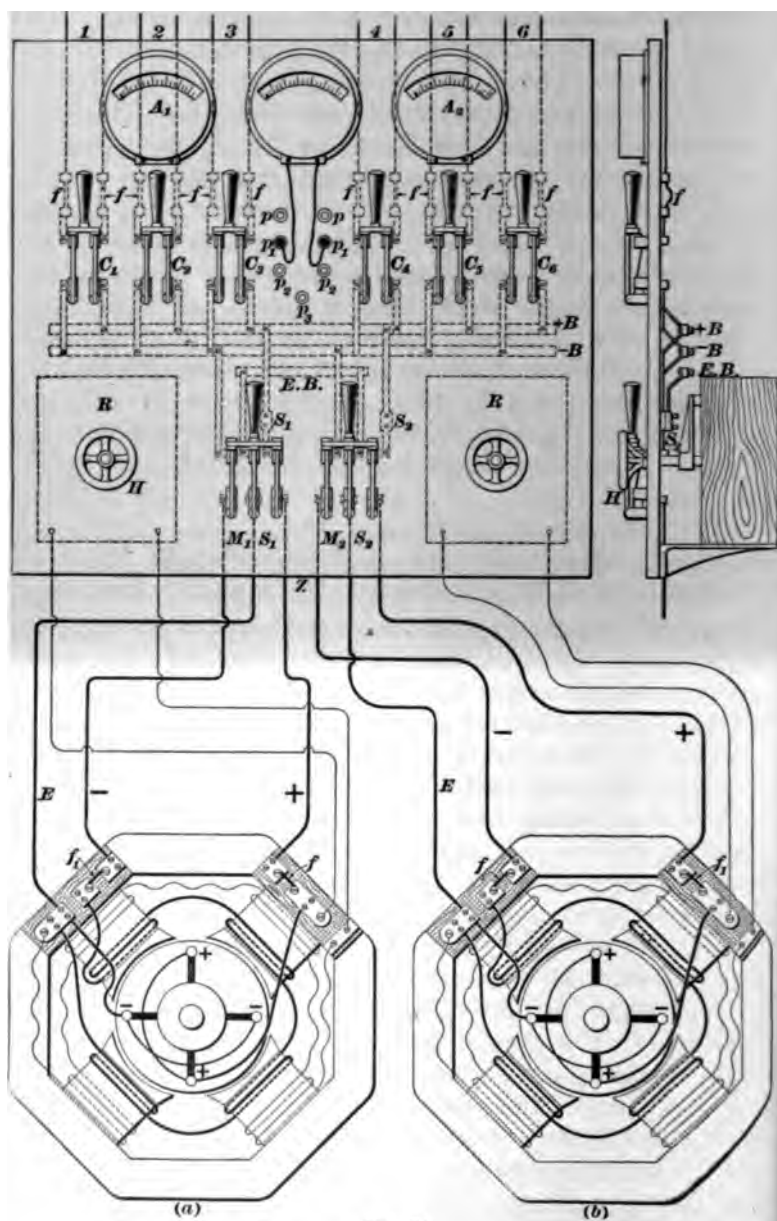 1 2 3 4 5 6
A₁ A₂
f f f f f f f
p p
p₁ p₁
C₁ C₂ C₃ p₂ p₂ C₄ C₅ C₆
p₃
+B +B
-B -B
E.B. E.B.
R S₁ S₂ R
S
H H
M₁ S₁ M₂ S₂
Z
- +
E - + E
f₁ f f f₁
+ +
- - - -
+ +
(a) (b)